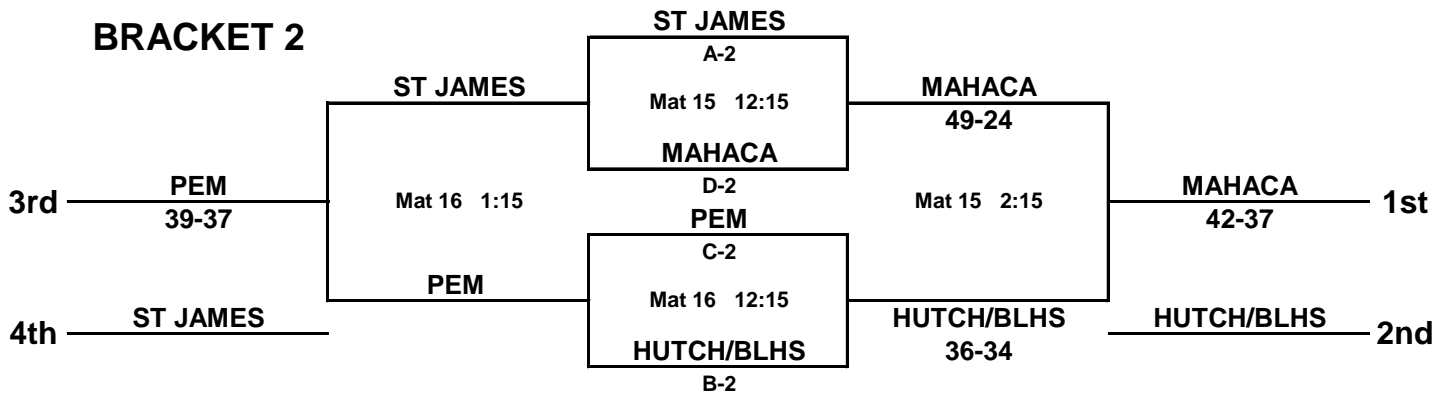 BRACKET 2
ST JAMES
A-2
ST JAMES
Mat 15 12:15
MAHACA
49-24
MAHACA
D-2
3rd
PEM
39-37
Mat 16 1:15
Mat 15 2:15
MAHACA
42-37
1st
PEM
C-2
PEM
Mat 16 12:15
4th
ST JAMES
HUTCH/BLHS
36-34
HUTCH/BLHS
2nd
HUTCH/BLHS
B-2